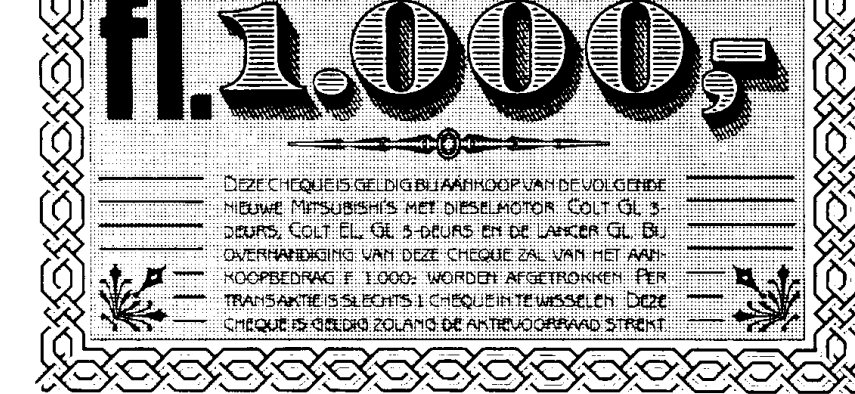 fl.1.000,-
DEZE CHEQUE IS GELDIG BIJ AANKOOP VAN DE VOLGENDE
NIEUWE MITSUBISHI'S MET DIESELMOTOR: COLT GL 3-
DEURS, COLT EL, GL 5-DEURS EN DE LANCER GL. BIJ
OVERHANDIGING VAN DEZE CHEQUE ZAL VAN HET AAN-
KOOPBEDRAG F 1.000,- WORDEN AFGETROKKEN. PER
TRANSAKTIE IS SLECHTS 1 CHEQUE IN TE WISSELEN. DEZE
CHEQUE IS GELDIG ZOLANG DE AKTIEVOORRAAD STREKT.